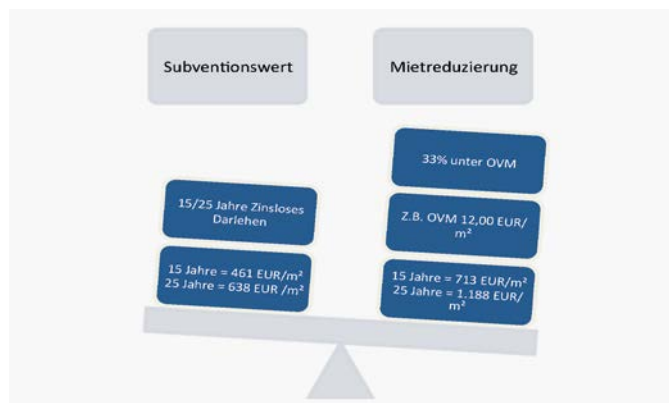 Subventionswert
Mietreduzierung
15/25 Jahre Zinsloses
Darlehen
15 Jahre = 461 EUR/m²
25 Jahre = 638 EUR /m²
33% unter OVM
Z.B. OVM 12,00 EUR/
m²
15 Jahre = 713 EUR/m²
25 Jahre = 1.188 EUR/
m²